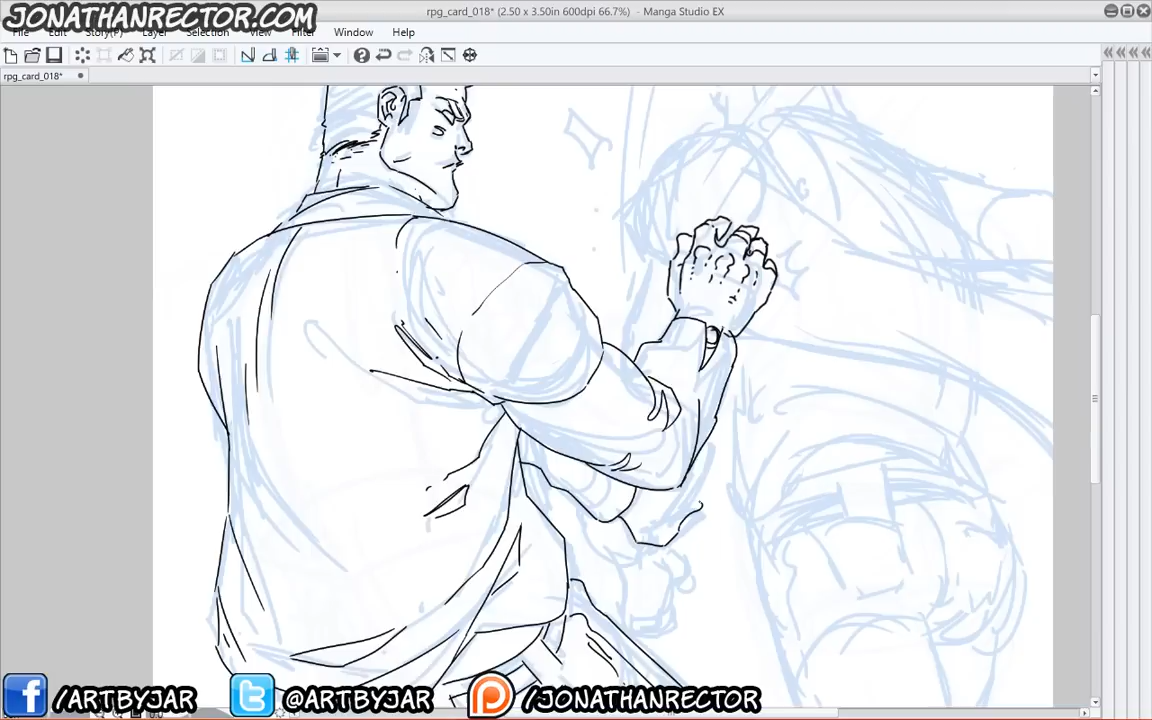 JONATHANRECTOR.COM
rpg_card_018* (2.50 x 3.50in 600dpi 66.7%) - Manga Studio EX
File Edit Story(P) Layer Selection View Filter Window Help
rpg_card_018*
/ARTBYJAR @ARTBYJAR /JONATHANRECTOR